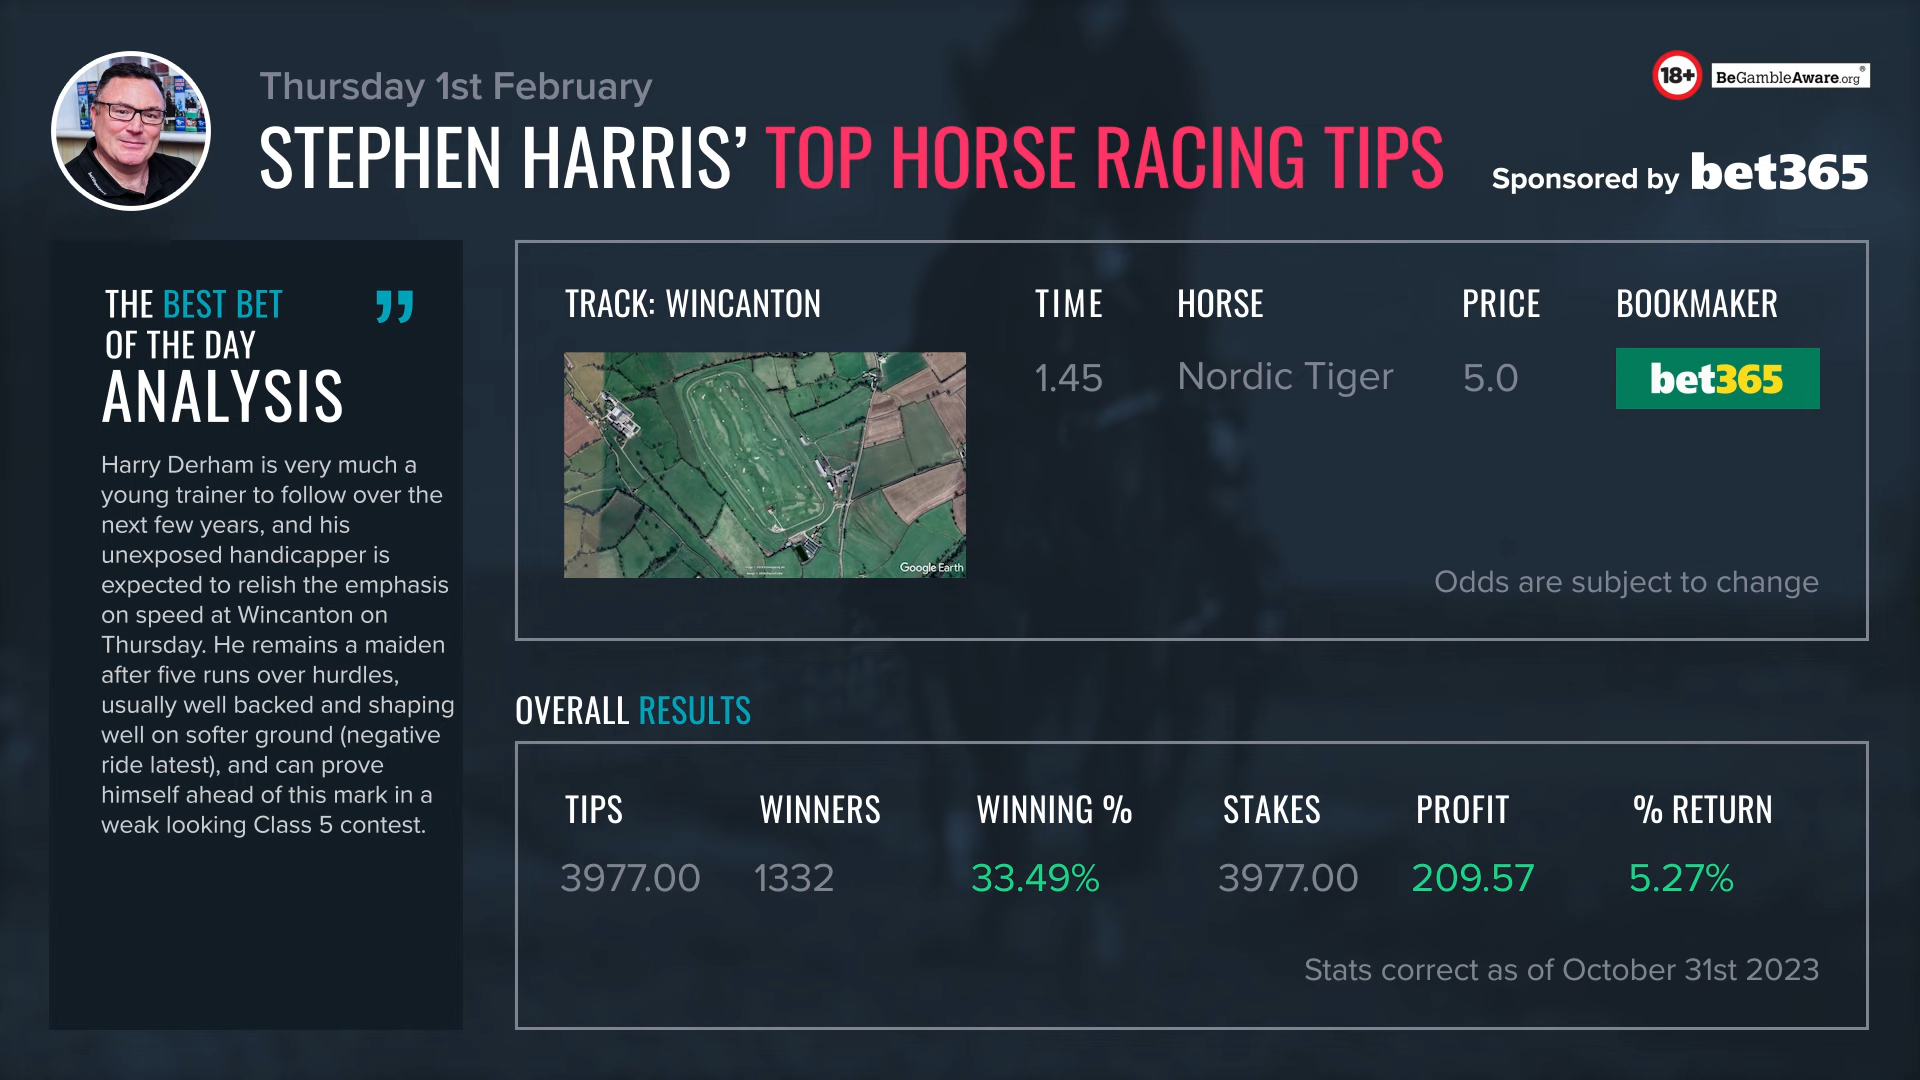 Thursday 1st February
STEPHEN HARRIS’ TOP HORSE RACING TIPS
18+
BeGambleAware.org®
Sponsored by bet365
THE BEST BET ”
OF THE DAY
ANALYSIS
Harry Derham is very much a
young trainer to follow over the
next few years, and his
unexposed handicapper is
expected to relish the emphasis
on speed at Wincanton on
Thursday. He remains a maiden
after five runs over hurdles,
usually well backed and shaping
well on softer ground (negative
ride latest), and can prove
himself ahead of this mark in a
weak looking Class 5 contest.
TRACK: WINCANTON
Google Earth
TIME HORSE PRICE BOOKMAKER
1.45 Nordic Tiger 5.0 bet365
Odds are subject to change
OVERALL RESULTS
TIPS WINNERS WINNING % STAKES PROFIT % RETURN
3977.00 1332 33.49% 3977.00 209.57 5.27%
Stats correct as of October 31st 2023